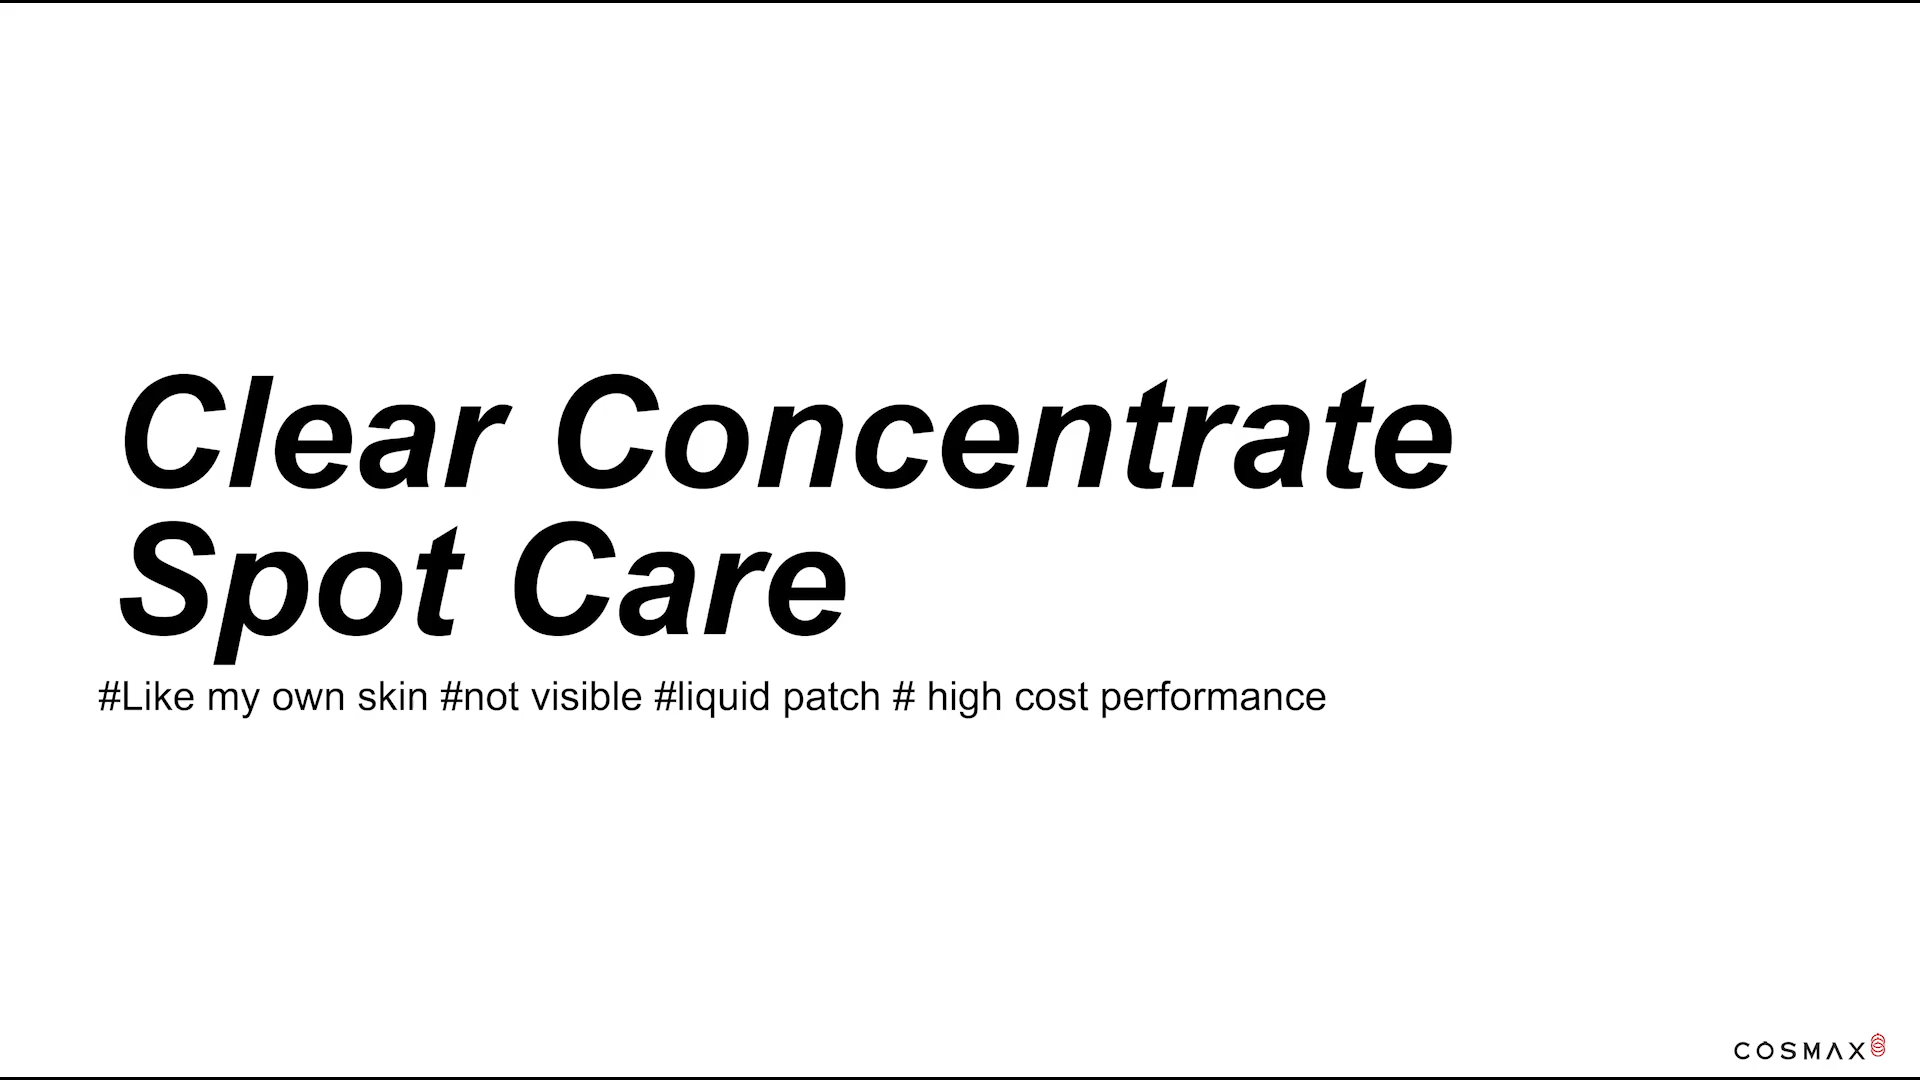 Clear Concentrate
Spot Care
#Like my own skin #not visible #liquid patch # high cost performance
COSMAX